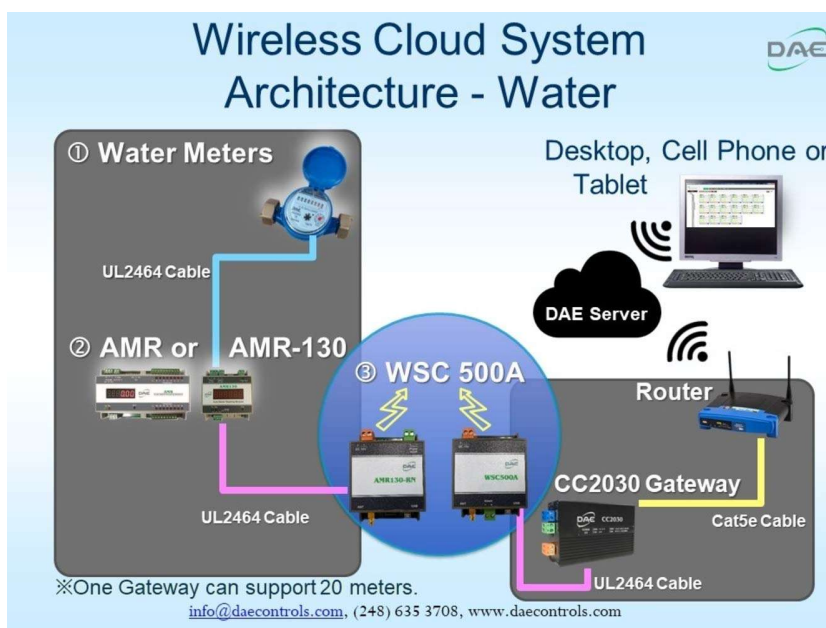 Wireless Cloud System
Architecture - Water
DAE
① Water Meters
Desktop, Cell Phone or
Tablet
UL2464 Cable
DAE Server
② AMR or AMR-130
③ WSC 500A
Router
AMR130-RM
WSC500A
CC2030 Gateway
DAE CC2030
UL2464 Cable
Cat5e Cable
UL2464 Cable
※One Gateway can support 20 meters.
info@daecontrols.com, (248) 635 3708, www.daecontrols.com